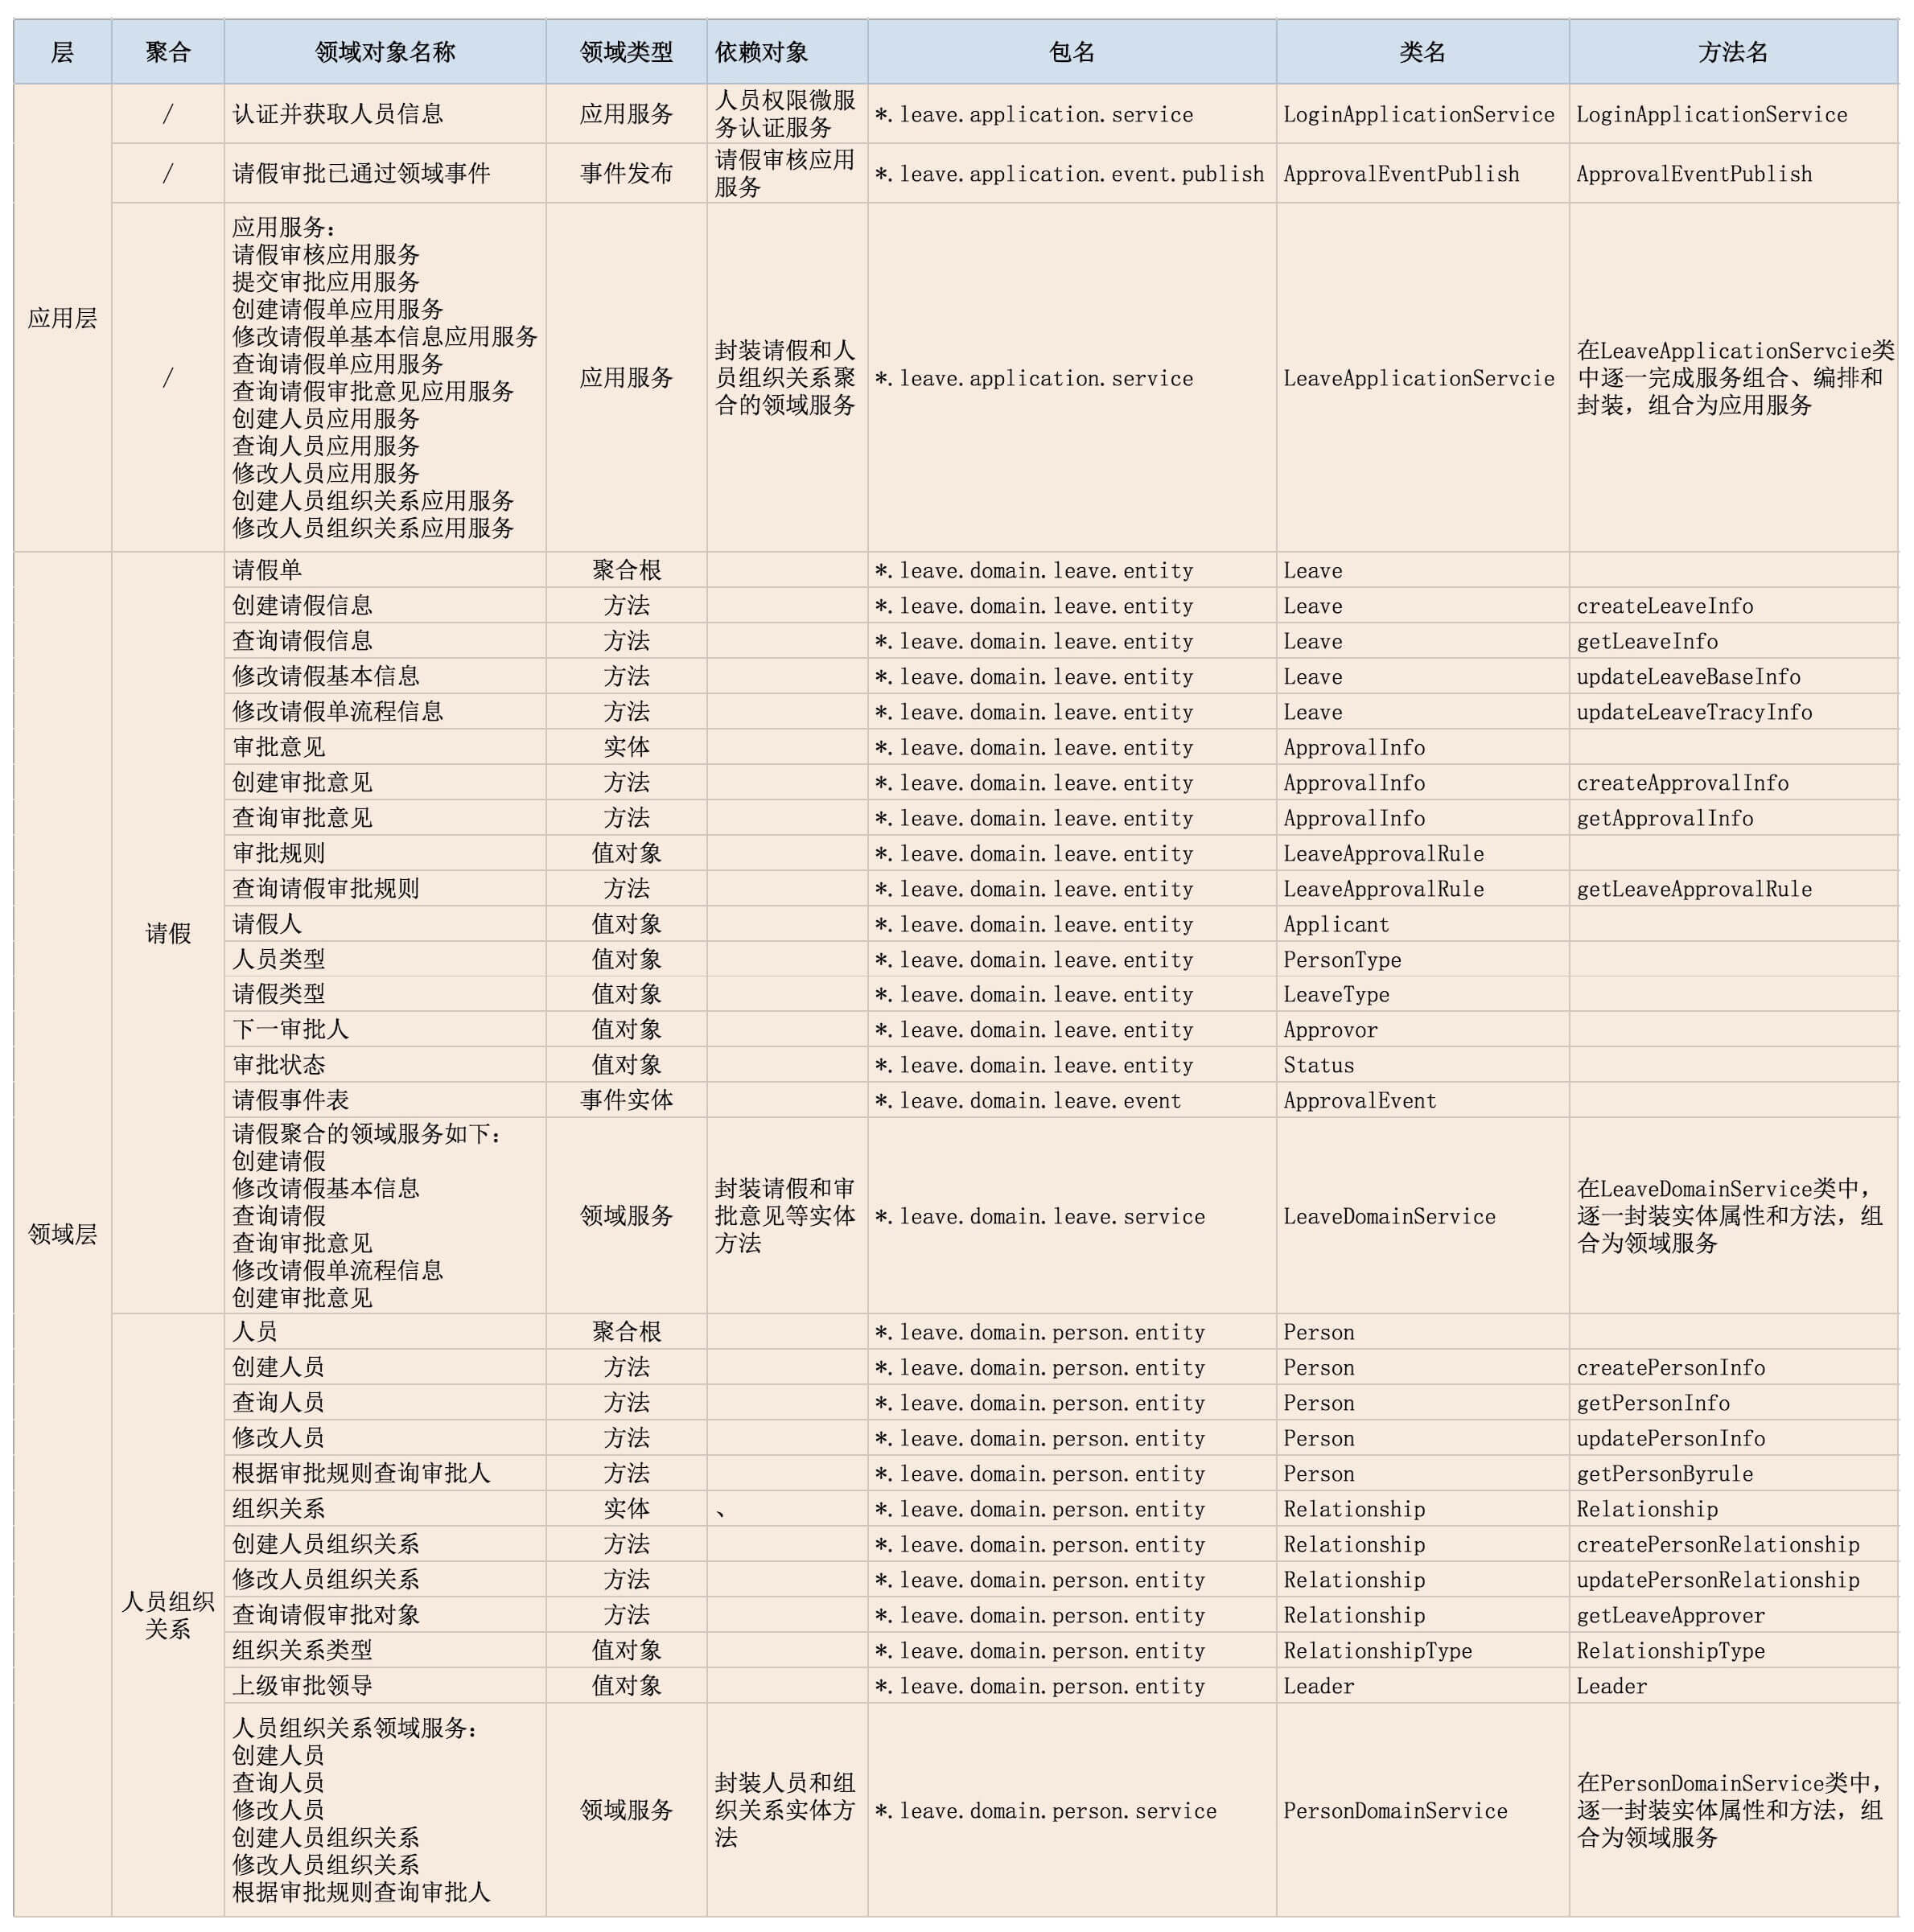 层 聚合 领域对象名称 领域类型 依赖对象 包名 类名 方法名
应用层
/ 认证并获取人员信息 应用服务 人员权限微服
务认证服务 *.leave.application.service LoginApplicationService LoginApplicationService
/ 请假审批已通过领域事件 事件发布 请假审核应用
服务 *.leave.application.event.publish ApprovalEventPublish ApprovalEventPublish
/
应用服务:
请假审核应用服务
提交审批应用服务
创建请假单应用服务
修改请假单基本信息应用服务
查询请假单应用服务
查询请假审批意见应用服务
创建人员应用服务
查询人员应用服务
修改人员应用服务
创建人员组织关系应用服务
修改人员组织关系应用服务
应用服务
封装请假和人
员组织关系聚
合的领域服务
*.leave.application.service LeaveApplicationServcie
在LeaveApplicationServcie类
中逐一完成服务组合、编排和
封装，组合为应用服务
领域层
请假
请假单 聚合根 *.leave.domain.leave.entity Leave
创建请假信息 方法 *.leave.domain.leave.entity Leave createLeaveInfo
查询请假信息 方法 *.leave.domain.leave.entity Leave getLeaveInfo
修改请假基本信息 方法 *.leave.domain.leave.entity Leave updateLeaveBaseInfo
修改请假单流程信息 方法 *.leave.domain.leave.entity Leave updateLeaveTracyInfo
审批意见 实体 *.leave.domain.leave.entity ApprovalInfo
创建审批意见 方法 *.leave.domain.leave.entity ApprovalInfo createApprovalInfo
查询审批意见 方法 *.leave.domain.leave.entity ApprovalInfo getApprovalInfo
审批规则 值对象 *.leave.domain.leave.entity LeaveApprovalRule
查询请假审批规则 方法 *.leave.domain.leave.entity LeaveApprovalRule getLeaveApprovalRule
请假人 值对象 *.leave.domain.leave.entity Applicant
人员类型 值对象 *.leave.domain.leave.entity PersonType
请假类型 值对象 *.leave.domain.leave.entity LeaveType
下一审批人 值对象 *.leave.domain.leave.entity Approvor
审批状态 值对象 *.leave.domain.leave.entity Status
请假事件表 事件实体 *.leave.domain.leave.event ApprovalEvent
请假聚合的领域服务如下:
创建请假
修改请假基本信息
查询请假
查询审批意见
修改请假单流程信息
创建审批意见
领域服务
封装请假和审
批意见等实体
方法
*.leave.domain.leave.service LeaveDomainService
在LeaveDomainService类中，
逐一封装实体属性和方法，组
合为领域服务
人员组织
关系
人员 聚合根 *.leave.domain.person.entity Person
创建人员 方法 *.leave.domain.person.entity Person createPersonInfo
查询人员 方法 *.leave.domain.person.entity Person getPersonInfo
修改人员 方法 *.leave.domain.person.entity Person updatePersonInfo
根据审批规则查询审批人 方法 *.leave.domain.person.entity Person getPersonByrule
组织关系 实体 、 *.leave.domain.person.entity Relationship Relationship
创建人员组织关系 方法 *.leave.domain.person.entity Relationship createPersonRelationship
修改人员组织关系 方法 *.leave.domain.person.entity Relationship updatePersonRelationship
查询请假审批对象 方法 *.leave.domain.person.entity Relationship getLeaveApprover
组织关系类型 值对象 *.leave.domain.person.entity RelationshipType RelationshipType
上级审批领导 值对象 *.leave.domain.person.entity Leader Leader
人员组织关系领域服务:
创建人员
查询人员
修改人员
创建人员组织关系
修改人员组织关系
根据审批规则查询审批人
领域服务
封装人员和组
织关系实体方
法
*.leave.domain.person.service PersonDomainService
在PersonDomainService类中，
逐一封装实体属性和方法，组
合为领域服务